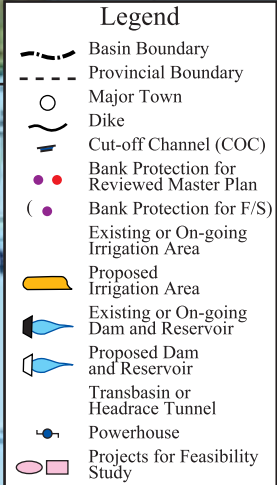 Legend
Basin Boundary
Provincial Boundary
Major Town
Dike
Cut-off Channel (COC)
Bank Protection for
Reviewed Master Plan
( Bank Protection for F/S)
Existing or On-going
Irrigation Area
Proposed
Irrigation Area
Existing or On-going
Dam and Reservoir
Proposed Dam
and Reservoir
Transbasin or
Headrace Tunnel
Powerhouse
Projects for Feasibility
Study